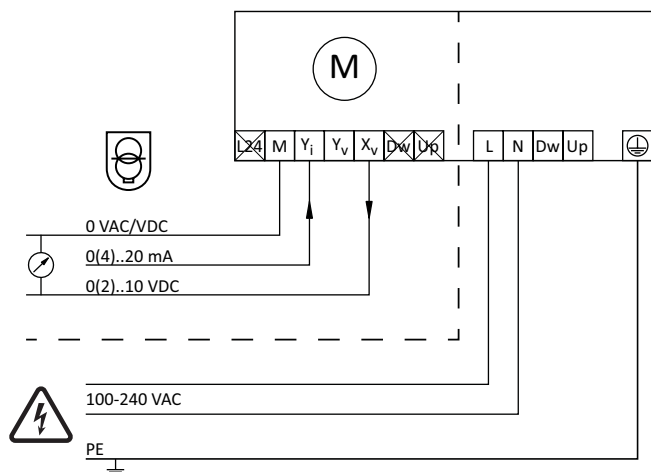 M
L24 M Yi Yv Xv Dw Up L N Dw Up
0 VAC/VDC
0(4)..20 mA
0(2)..10 VDC
100-240 VAC
PE